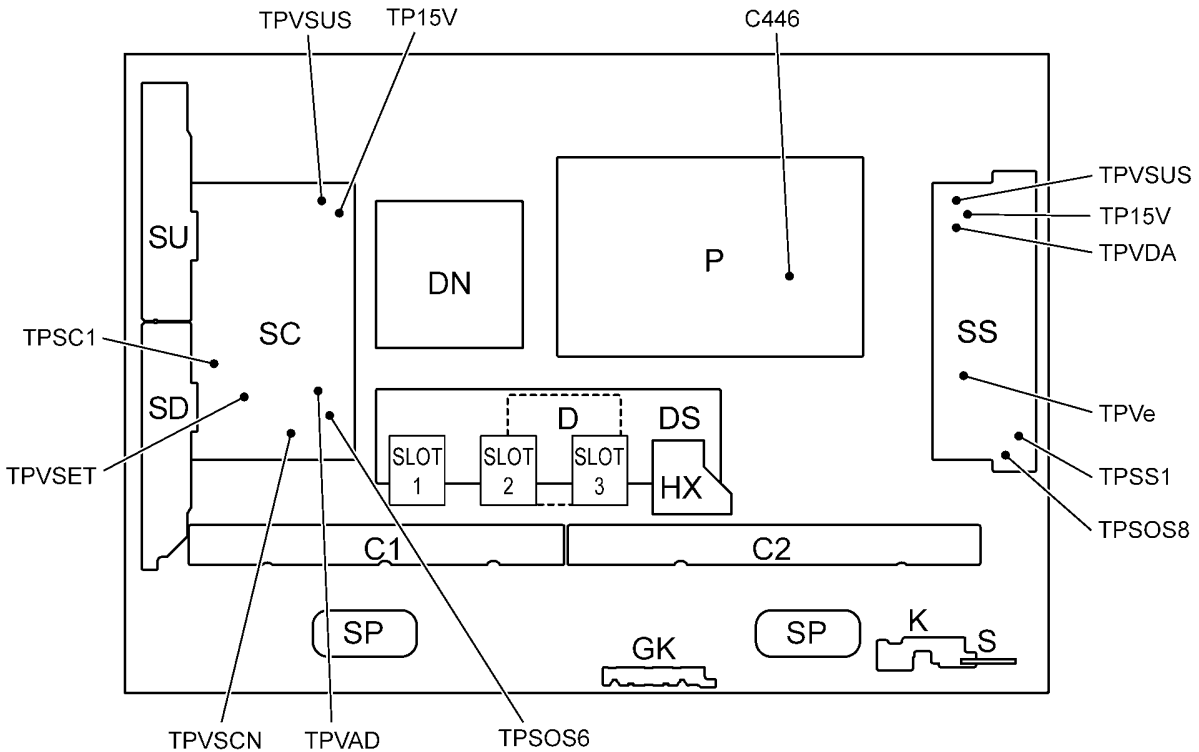 TPVSUS
TP15V
C446
TPVSUS
TP15V
TPVDA
SU
DN
P
SC
SS
TPSC1
SD
D
DS
TPVe
SLOT
1
SLOT
2
SLOT
3
HX
TPVSET
TPSS1
TPSOS8
C1
C2
SP
SP
K
S
GK
TPVSCN
TPVAD
TPSOS6